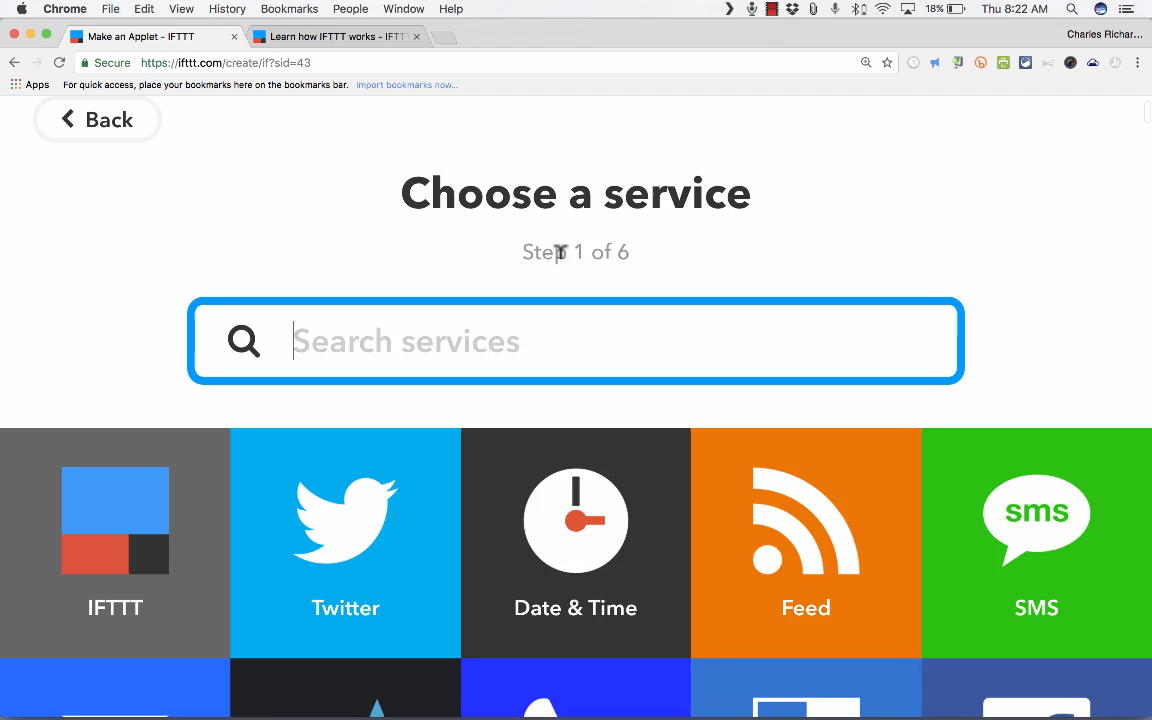 Chrome File Edit View History Bookmarks People Window Help 18% Thu 8:22 AM
Make an Applet - IFTTT Learn how IFTTT works - IFTT Charles Richar...
Secure https://ifttt.com/create/if?sid=43
Apps For quick access, place your bookmarks here on the bookmarks bar. Import bookmarks now...
Back
Choose a service
Step 1 of 6
Search services
sms
IFTTT Twitter Date & Time Feed SMS